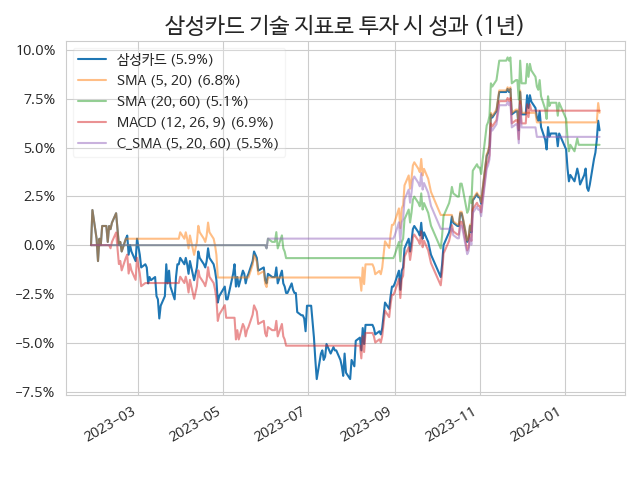 삼성카드 기술 지표로 투자 시 성과 (1년)
10.0%
7.5%
5.0%
2.5%
0.0%
−2.5%
−5.0%
−7.5%
삼성카드 (5.9%)
SMA (5, 20) (6.8%)
SMA (20, 60) (5.1%)
MACD (12, 26, 9) (6.9%)
C_SMA (5, 20, 60) (5.5%)
2023−03
2023−05
2023−07
2023−09
2023−11
2024−01